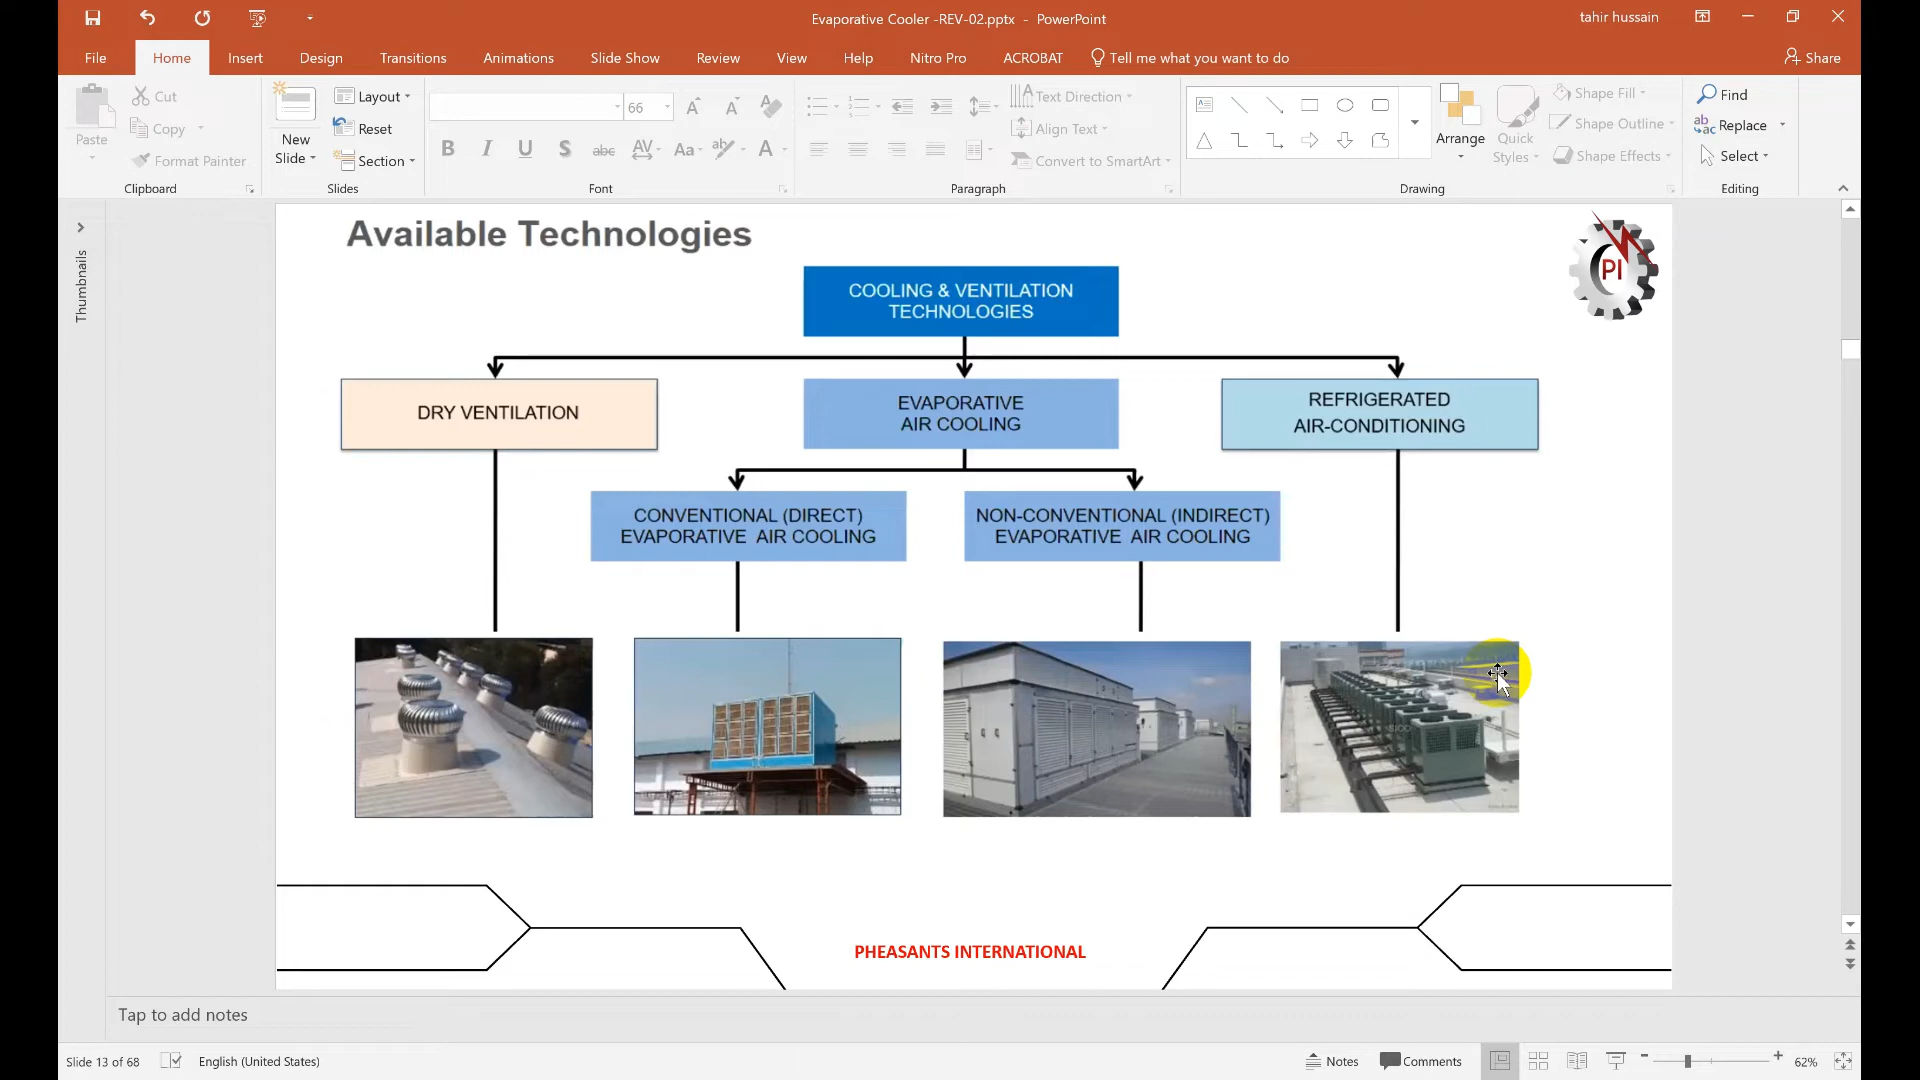 Evaporative Cooler -REV-02.pptx - PowerPoint
tahir hussain
File
Home
Insert
Design
Transitions
Animations
Slide Show
Review
View
Help
Nitro Pro
ACROBAT
Tell me what you want to do
Share
Paste
Cut
Copy
Format Painter
Clipboard
New
Slide
Layout
Reset
Section
Slides
66
B I U S abc AV Aa A
Font
Text Direction
Align Text
Convert to SmartArt
Paragraph
Arrange
Quick
Styles
Shape Fill
Shape Outline
Shape Effects
Drawing
Find
Replace
Select
Editing
Thumbnails
Available Technologies
PI
COOLING & VENTILATION
TECHNOLOGIES
DRY VENTILATION
EVAPORATIVE
AIR COOLING
REFRIGERATED
AIR-CONDITIONING
CONVENTIONAL (DIRECT)
EVAPORATIVE AIR COOLING
NON-CONVENTIONAL (INDIRECT)
EVAPORATIVE AIR COOLING
PHEASANTS INTERNATIONAL
Tap to add notes
Slide 13 of 68
English (United States)
Notes
Comments
62%